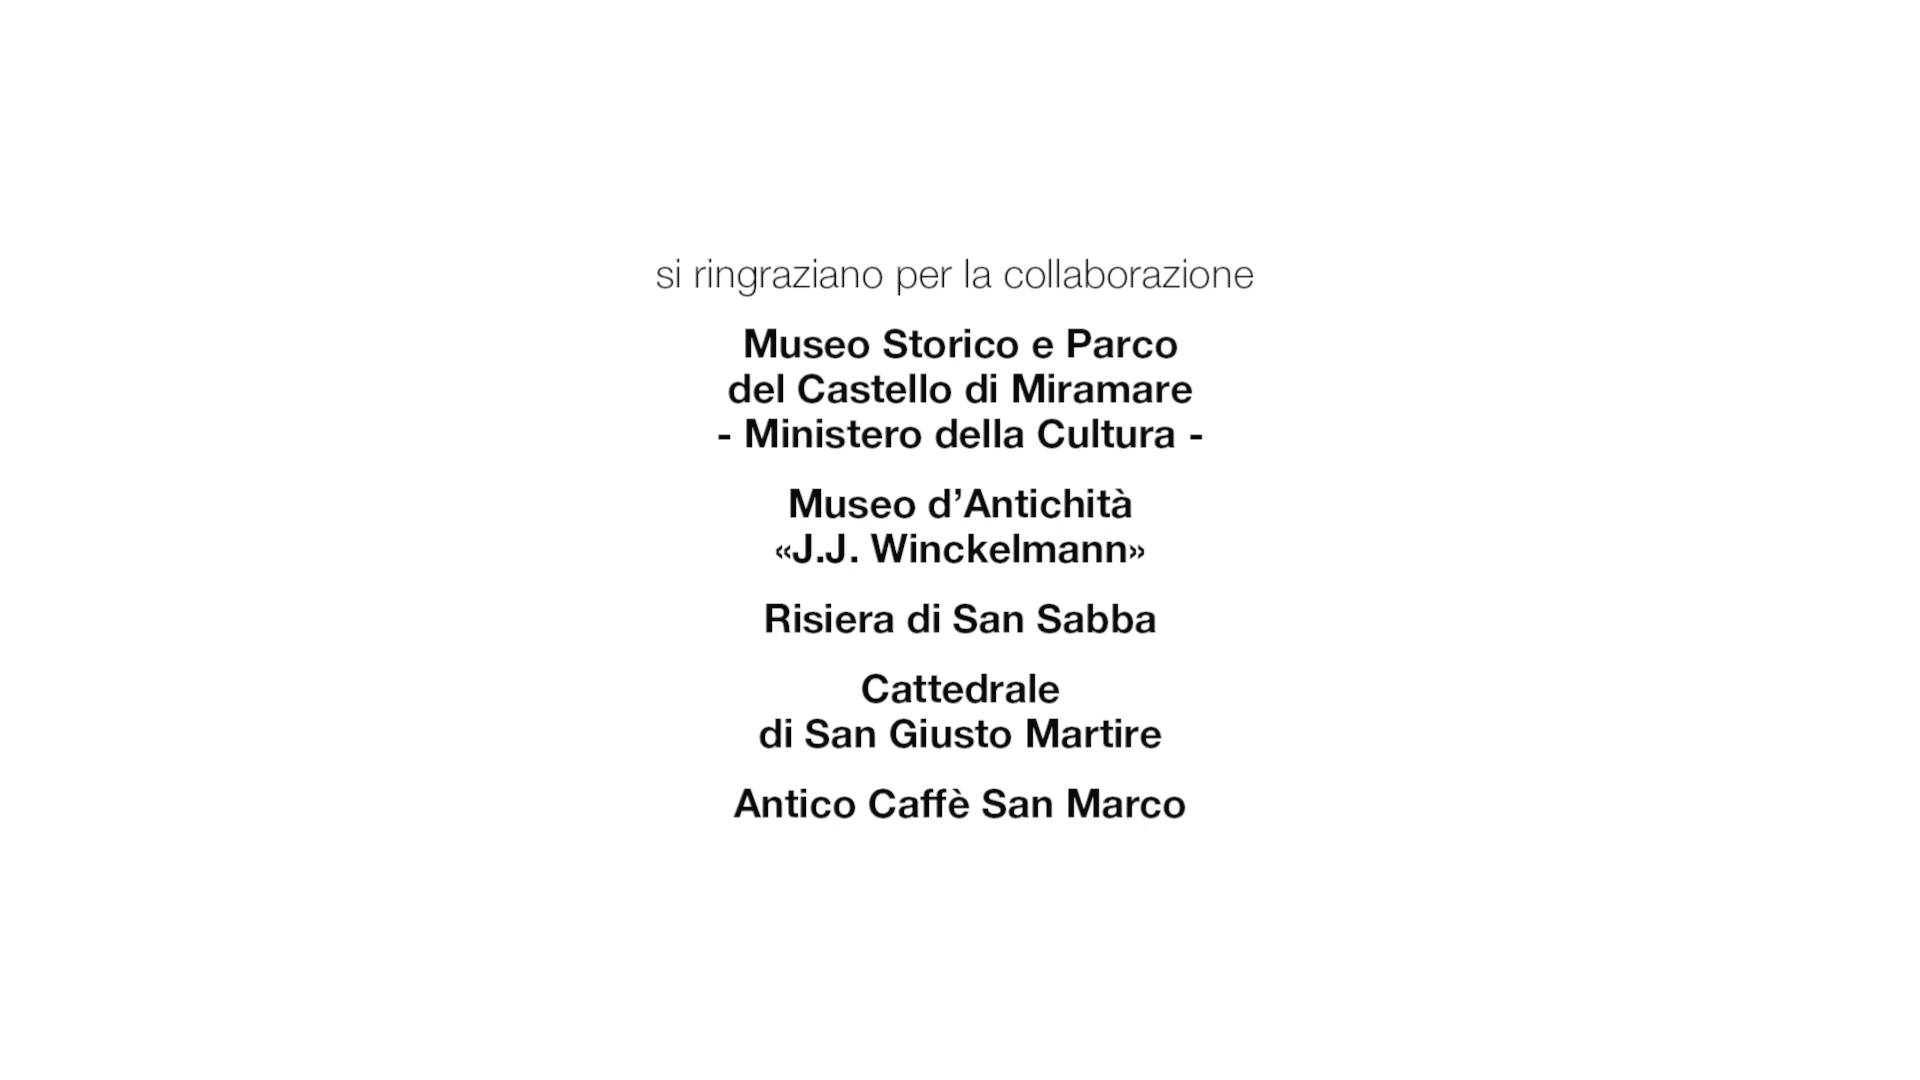 si ringraziano per la collaborazione
Museo Storico e Parco
del Castello di Miramare
- Ministero della Cultura -
Museo d’Antichità
«J.J. Winckelmann»
Risiera di San Sabba
Cattedrale
di San Giusto Martire
Antico Caffè San Marco